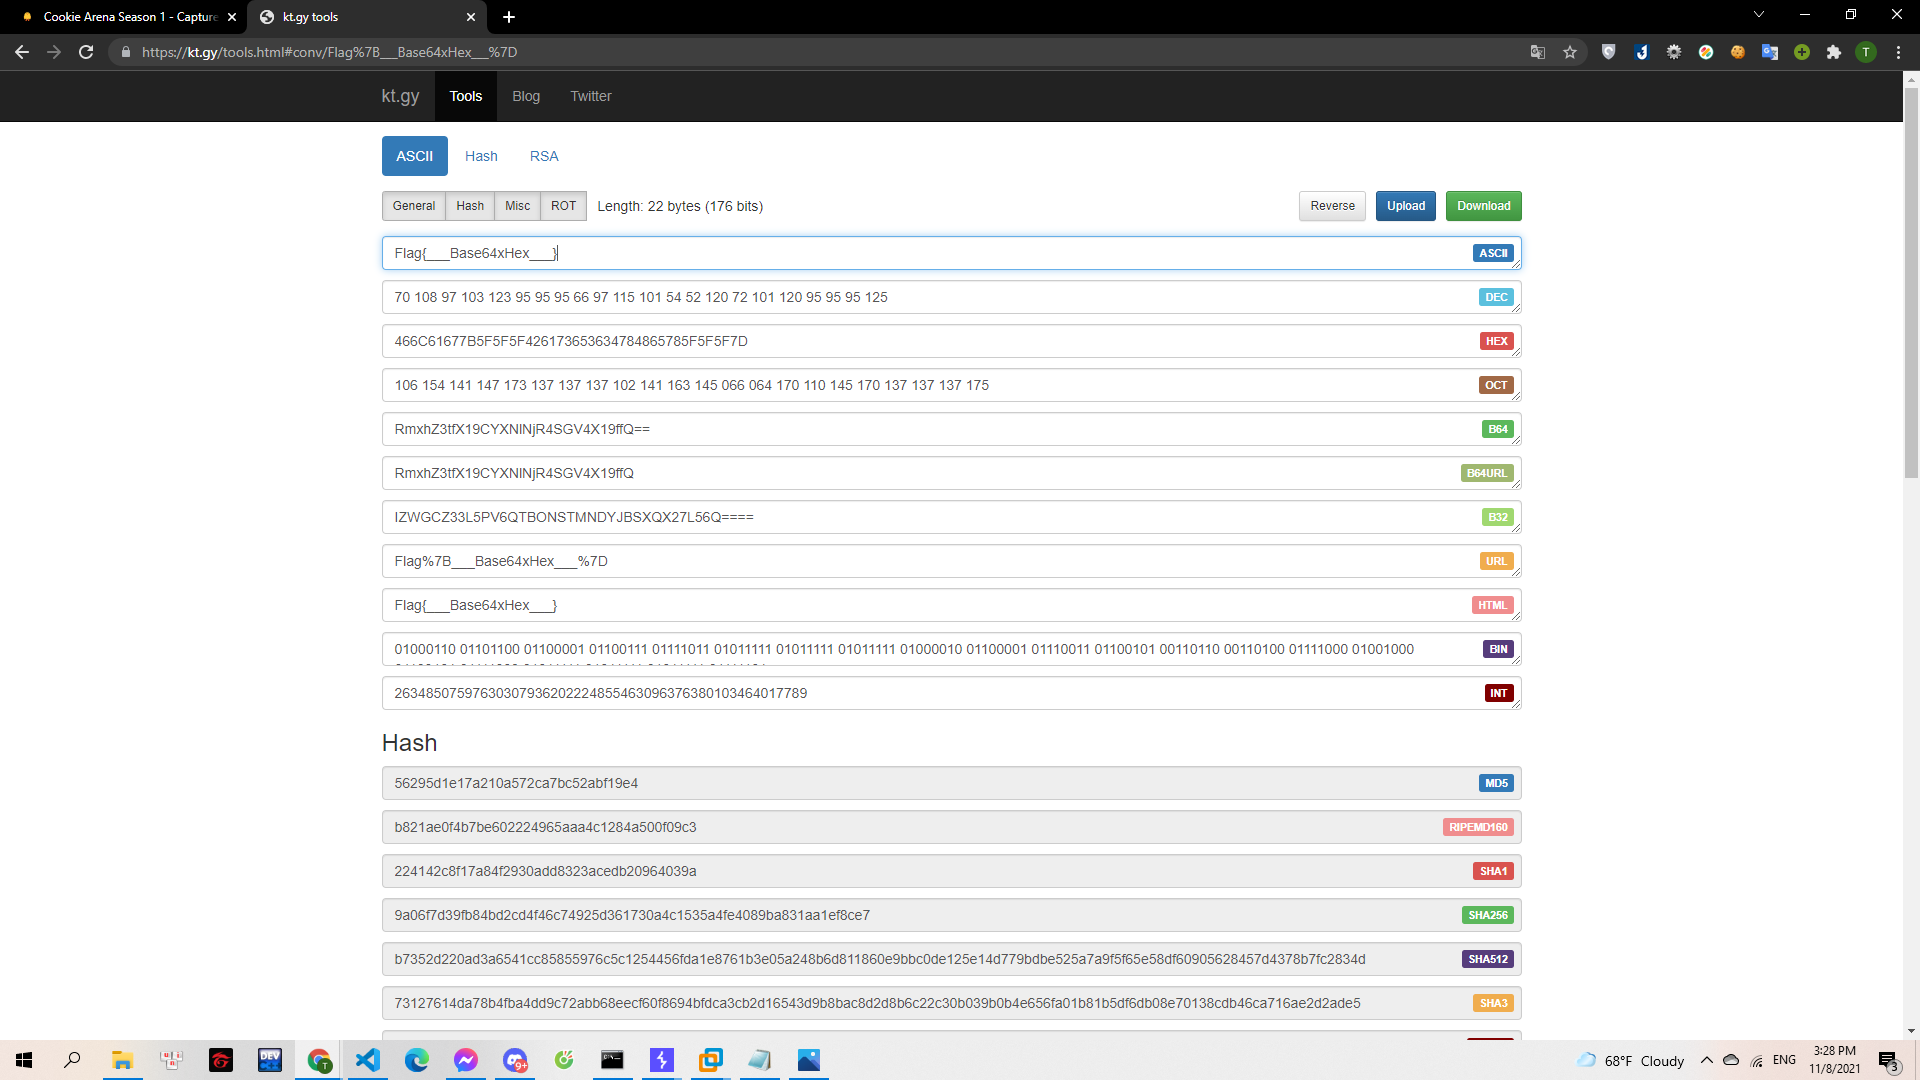 Cookie Arena Season 1 - Capture
kt.gy tools
https://kt.gy/tools.html#conv/Flag%7B___Base64xHex___%7D
T
kt.gy
Tools
Blog
Twitter
ASCII
Hash
RSA
General
Hash
Misc
ROT
Length: 22 bytes (176 bits)
Reverse
Upload
Download
Flag{___Base64xHex___}
ASCII
70 108 97 103 123 95 95 95 66 97 115 101 54 52 120 72 101 120 95 95 95 125
DEC
466C61677B5F5F5F426173653634784865785F5F5F7D
HEX
106 154 141 147 173 137 137 137 102 141 163 145 066 064 170 110 145 170 137 137 137 175
OCT
RmxhZ3tfX19CYXNlNjR4SGV4X19ffQ==
B64
RmxhZ3tfX19CYXNlNjR4SGV4X19ffQ
B64URL
IZWGCZ33L5PV6QTBONSTMNDYJBSXQX27L56Q====
B32
Flag%7B___Base64xHex___%7D
URL
Flag{___Base64xHex___}
HTML
01000110 01101100 01100001 01100111 01111011 01011111 01011111 01011111 01000010 01100001 01110011 01100101 00110110 00110100 01111000 01001000
BIN
26348507597630307936202224855463096376380103464017789
INT
Hash
56295d1e17a210a572ca7bc52abf19e4
MD5
b821ae0f4b7be602224965aaa4c1284a500f09c3
RIPEMD160
224142c8f17a84f2930add8323acedb20964039a
SHA1
9a06f7d39fb84bd2cd4f46c74925d361730a4c1535a4fe4089ba831aa1ef8ce7
SHA256
b7352d220ad3a6541cc85855976c5c1254456fda1e8761b3e05a248b6d811860e9bbc0de125e14d779bdbe525a7a9f5f65e58df60905628457d4378b7fc2834d
SHA512
73127614da78b4fba4dd9c72abb68eecf60f8694bfdca3cb2d16543d9b8bac8d2d8b6c22c30b039b0b4e656fa01b81b5df6db08e70138cdb46ca716ae2d2ade5
SHA3
DEV
T
9+
68°F Cloudy
ENG
3:28 PM
11/8/2021
3